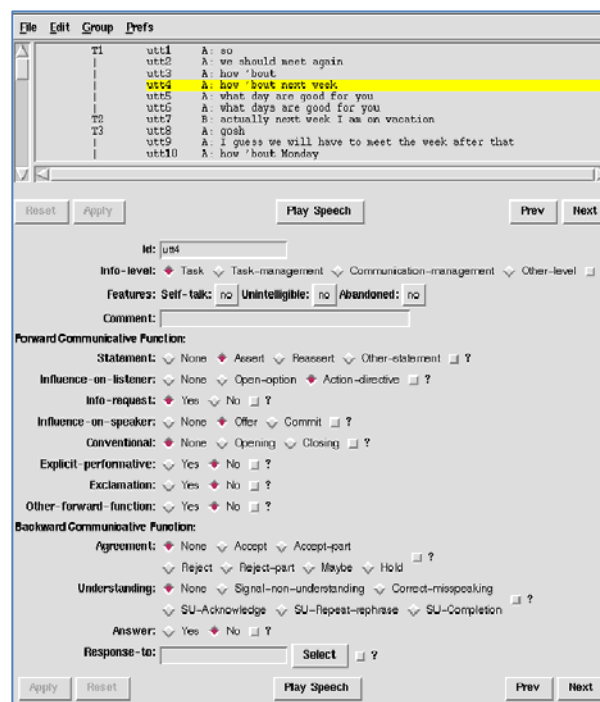 File Edit Group Prefs
T1 utt1 A: so
| utt2 A: we should meet again
| utt3 A: how 'bout
| utt4 A: how 'bout next week
| utt5 A: what day are good for you
| utt6 A: what days are good for you
T2 utt7 B: actually next week I am on vacation
T3 utt8 A: gosh
| utt9 A: I guess we will have to meet the week after that
| utt10 A: how 'bout Monday
Reset Apply Play Speech Prev Next
Id: utt4
Info-level: Task Task-management Communication-management Other-level
Features: Self-talk: no Unintelligible: no Abandoned: no
Comment:
Forward Communicative Function:
Statement: None Assert Reassert Other-statement ?
Influence-on-listener: None Open-option Action-directive ?
Info-request: Yes No ?
Influence-on-speaker: None Offer Commit ?
Conventional: None Opening Closing ?
Explicit-performative: Yes No ?
Exclamation: Yes No ?
Other-forward-function: Yes No ?
Backward Communicative Function:
Agreement: None Accept Accept-part
Reject Reject-part Maybe Hold ?
Understanding: None Signal-non-understanding Correct-misspeaking
SU-Acknowledge SU-Repeat-rephrase SU-Completion ?
Answer: Yes No ?
Response-to: Select ?
Apply Reset Play Speech Prev Next